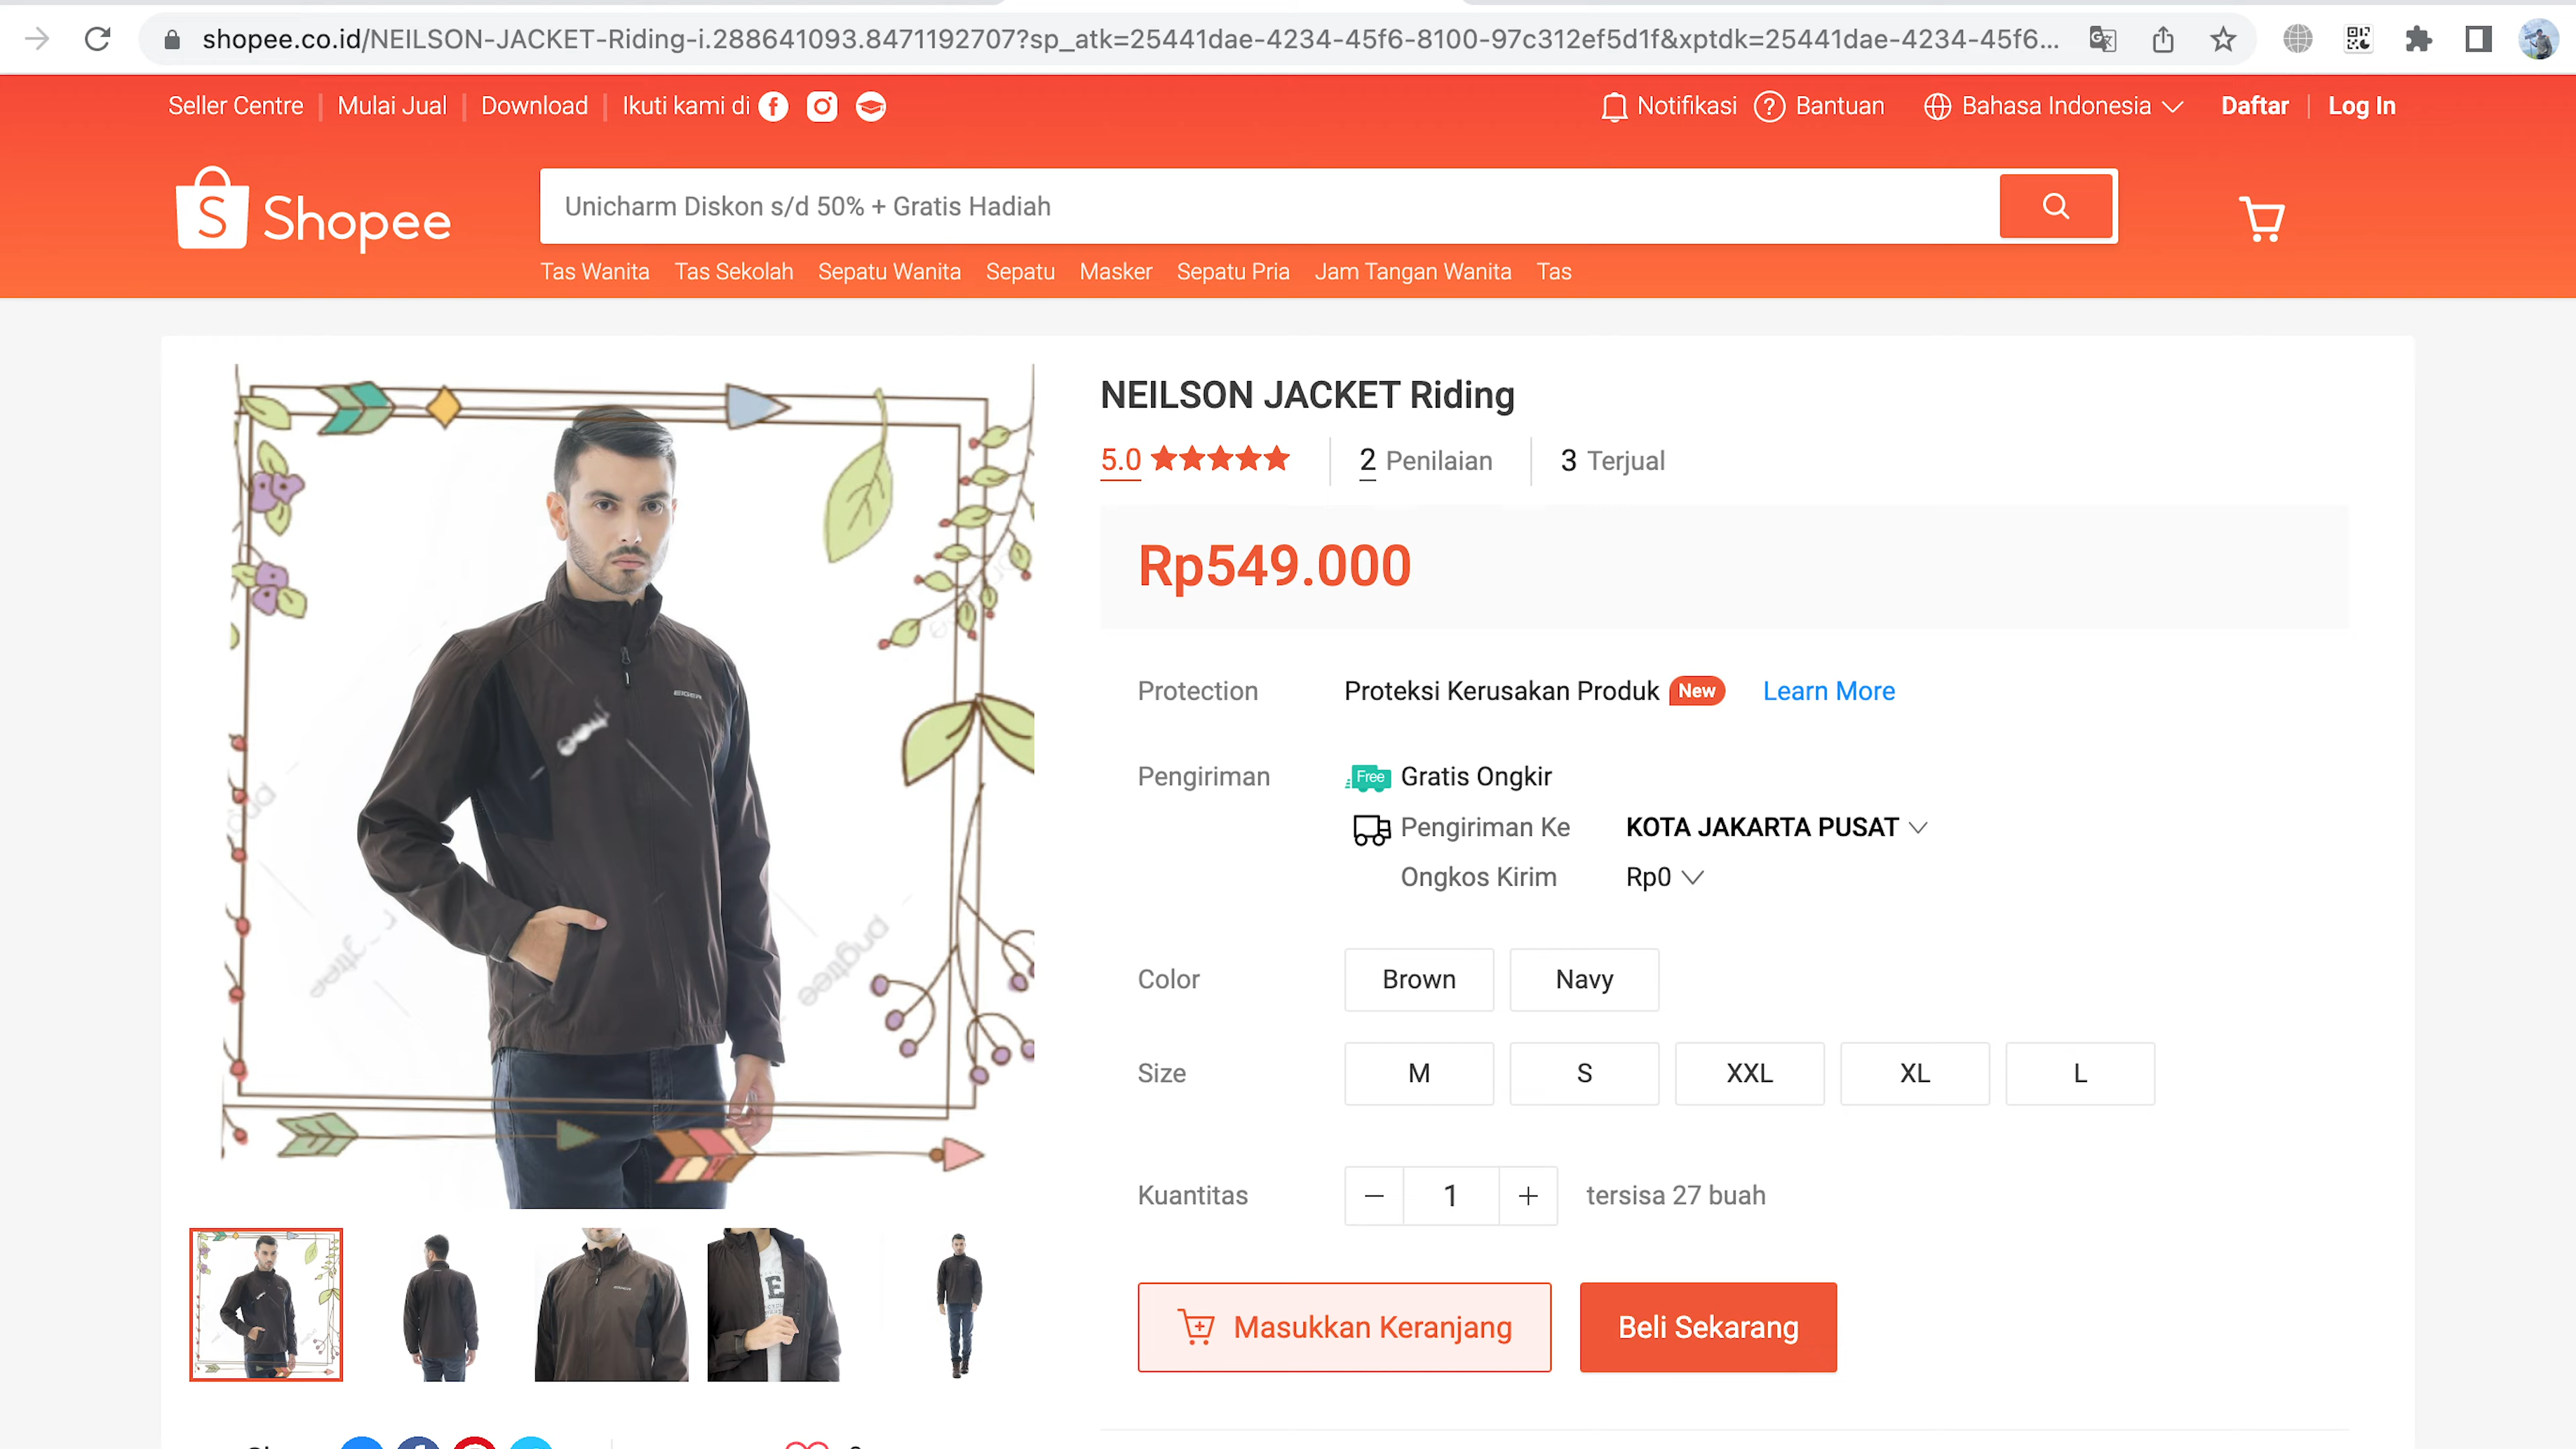 shopee.co.id/NEILSON-JACKET-Riding-i.288641093.8471192707?sp_atk=25441dae-4234-45f6-8100-97c312ef5d1f&xptdk=25441dae-4234-45f6...
Seller Centre | Mulai Jual | Download | Ikuti kami di
Notifikasi Bantuan Bahasa Indonesia Daftar | Log In
Shopee
Unicharm Diskon s/d 50% + Gratis Hadiah
Tas Wanita Tas Sekolah Sepatu Wanita Sepatu Masker Sepatu Pria Jam Tangan Wanita Tas
NEILSON JACKET Riding
5.0 2 Penilaian 3 Terjual
Rp549.000
Protection Proteksi Kerusakan Produk New Learn More
Pengiriman Free Gratis Ongkir
Pengiriman Ke KOTA JAKARTA PUSAT
Ongkos Kirim Rp0
Color Brown Navy
Size M S XXL XL L
Kuantitas 1 tersisa 27 buah
Masukkan Keranjang Beli Sekarang
EIGER
pngtree